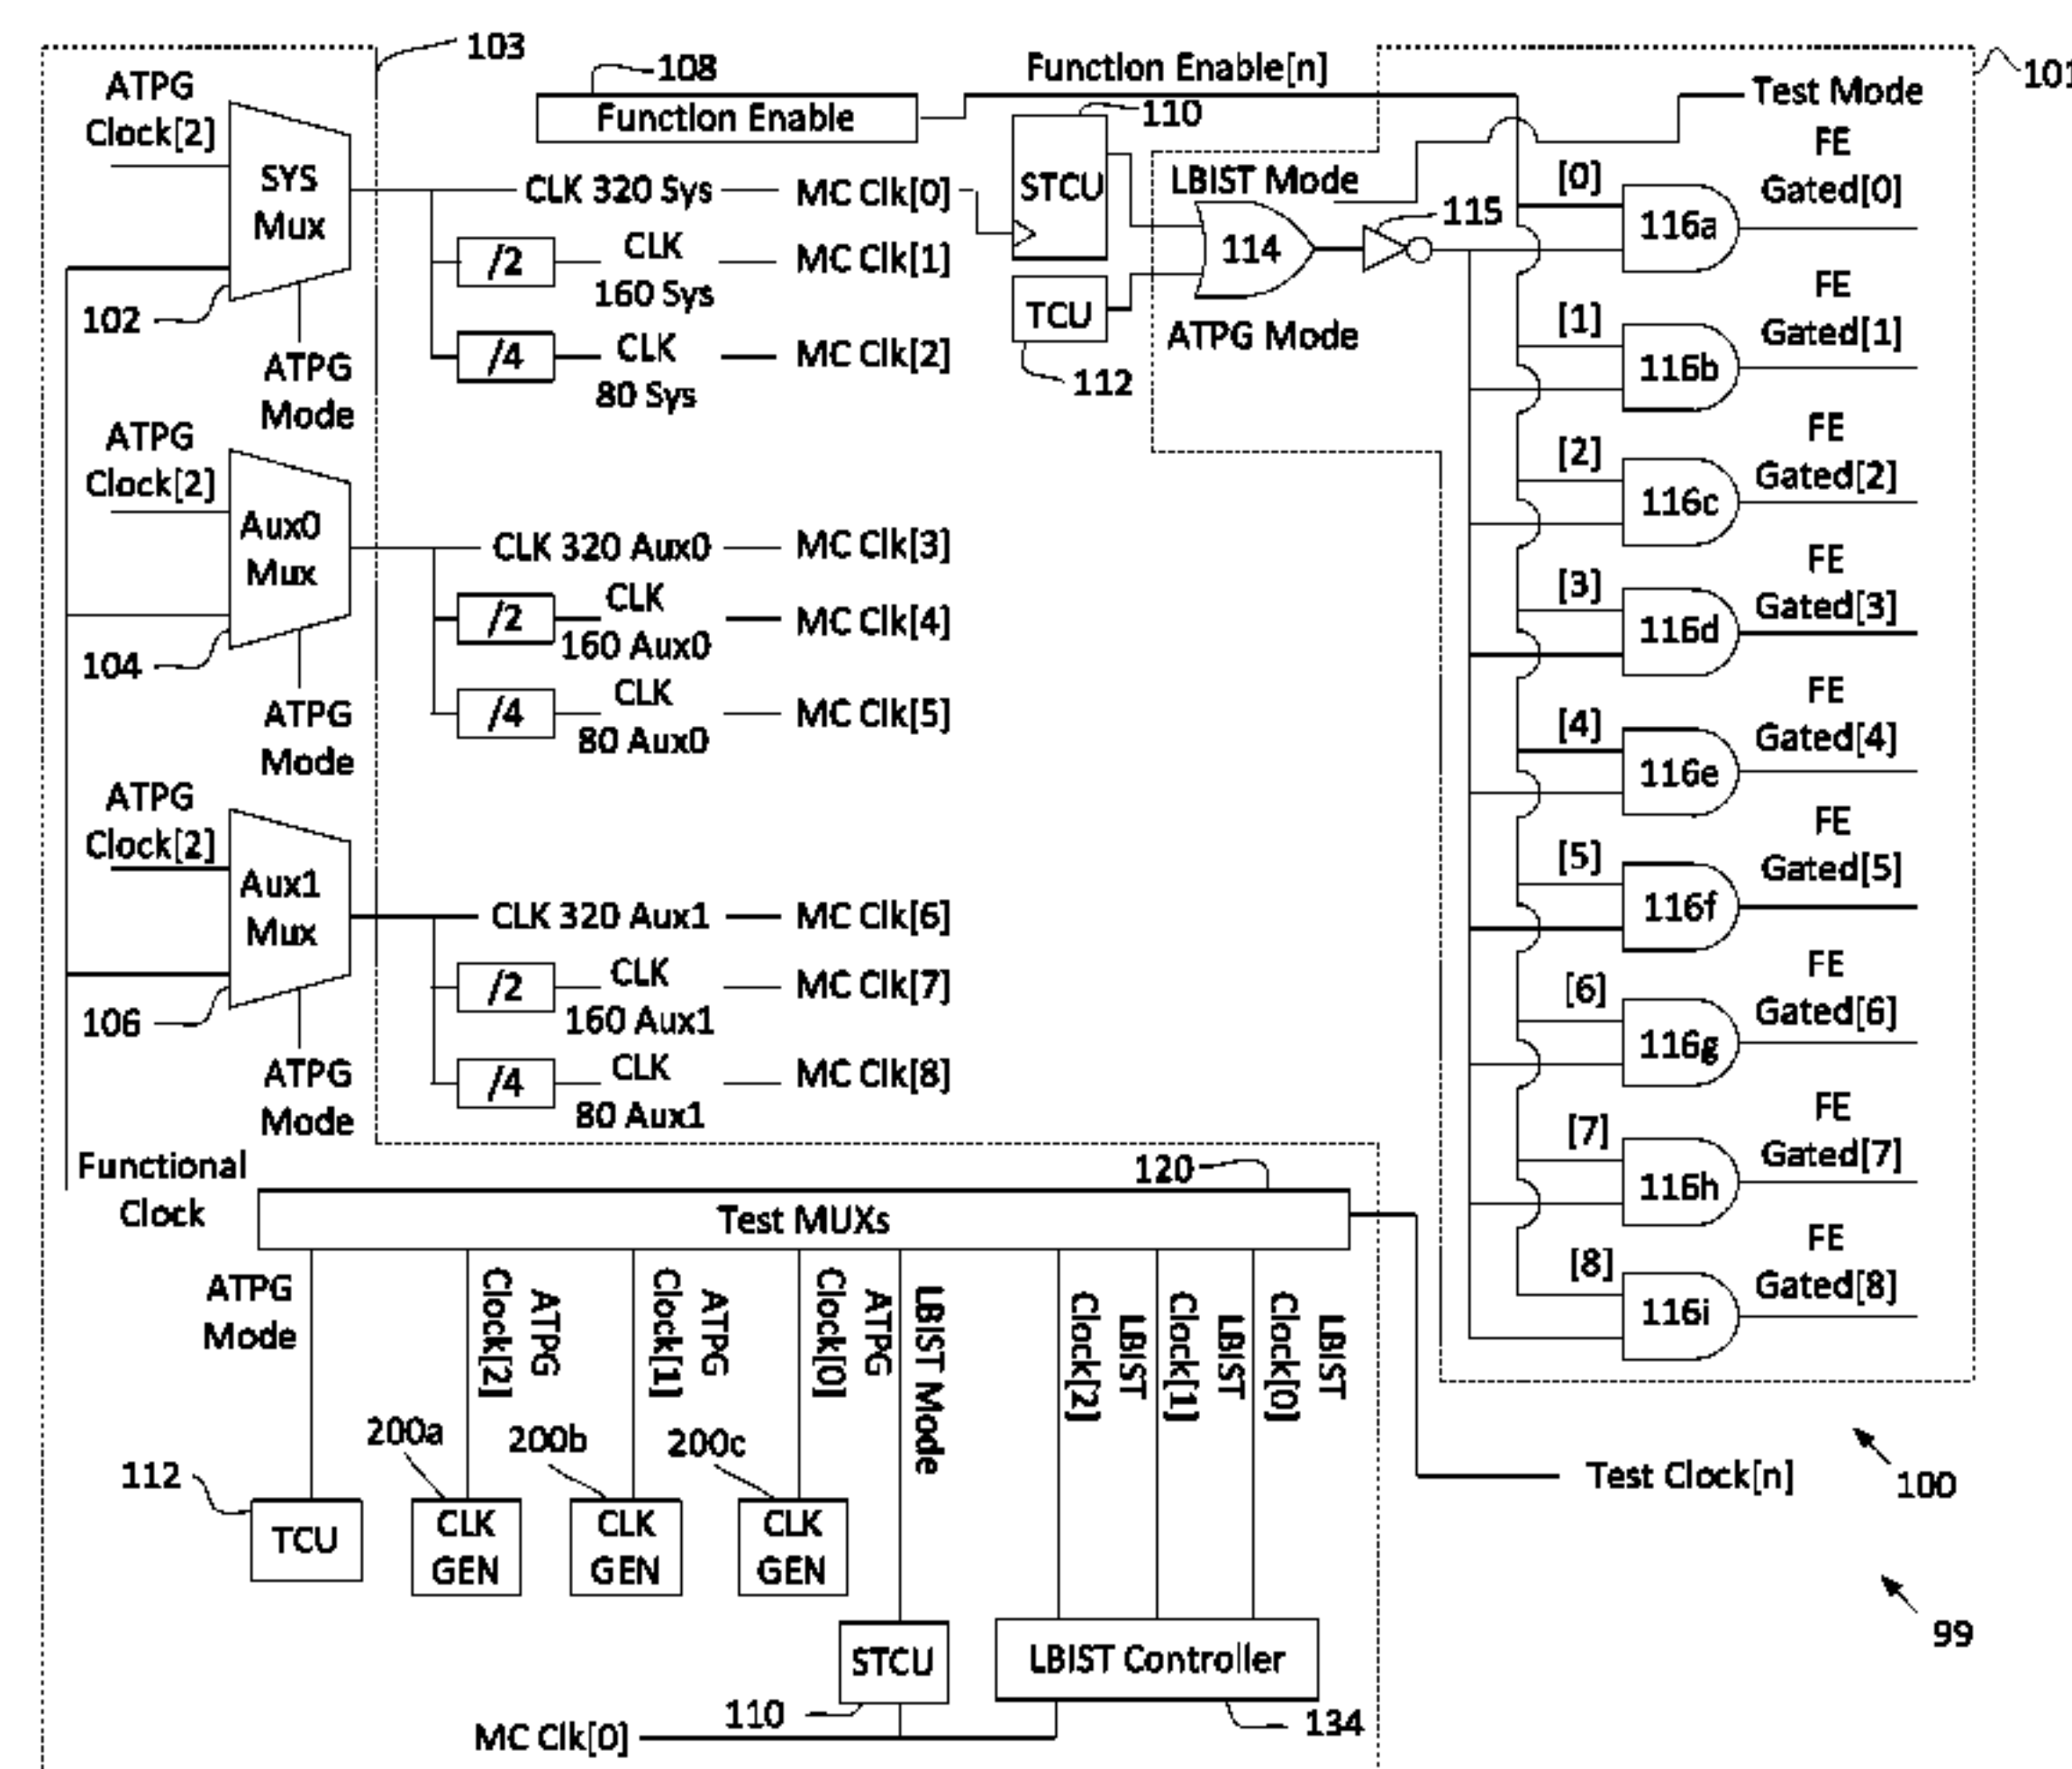 103
108
Function Enable[n]
101
ATPG
Clock[2]
Function Enable
110
Test Mode
SYS
Mux
CLK 320 Sys
MC Clk[0]
STCU
LBIST Mode
115
[0]
116a
FE
Gated[0]
/2
CLK
160 Sys
MC Clk[1]
114
102
TCU
ATPG Mode
[1]
116b
FE
Gated[1]
ATPG
Mode
/4
CLK
80 Sys
MC Clk[2]
112
ATPG
Clock[2]
[2]
116c
FE
Gated[2]
Aux0
Mux
CLK 320 Aux0
MC Clk[3]
[3]
116d
FE
Gated[3]
/2
CLK
160 Aux0
MC Clk[4]
104
ATPG
Mode
/4
CLK
80 Aux0
MC Clk[5]
[4]
116e
FE
Gated[4]
ATPG
Clock[2]
[5]
116f
FE
Gated[5]
Aux1
Mux
CLK 320 Aux1
MC Clk[6]
/2
CLK
160 Aux1
MC Clk[7]
[6]
116g
FE
Gated[6]
106
ATPG
Mode
/4
CLK
80 Aux1
MC Clk[8]
[7]
116h
FE
Gated[7]
Functional
Clock
120
Test MUXs
[8]
116i
FE
Gated[8]
ATPG
Mode
ATPG
Clock[2]
ATPG
Clock[1]
ATPG
Clock[0]
LBIST Mode
LBIST
Clock[2]
LBIST
Clock[1]
LBIST
Clock[0]
112
200a
200b
200c
Test Clock[n]
100
TCU
CLK
GEN
CLK
GEN
CLK
GEN
99
STCU
LBIST Controller
110
134
MC Clk[0]